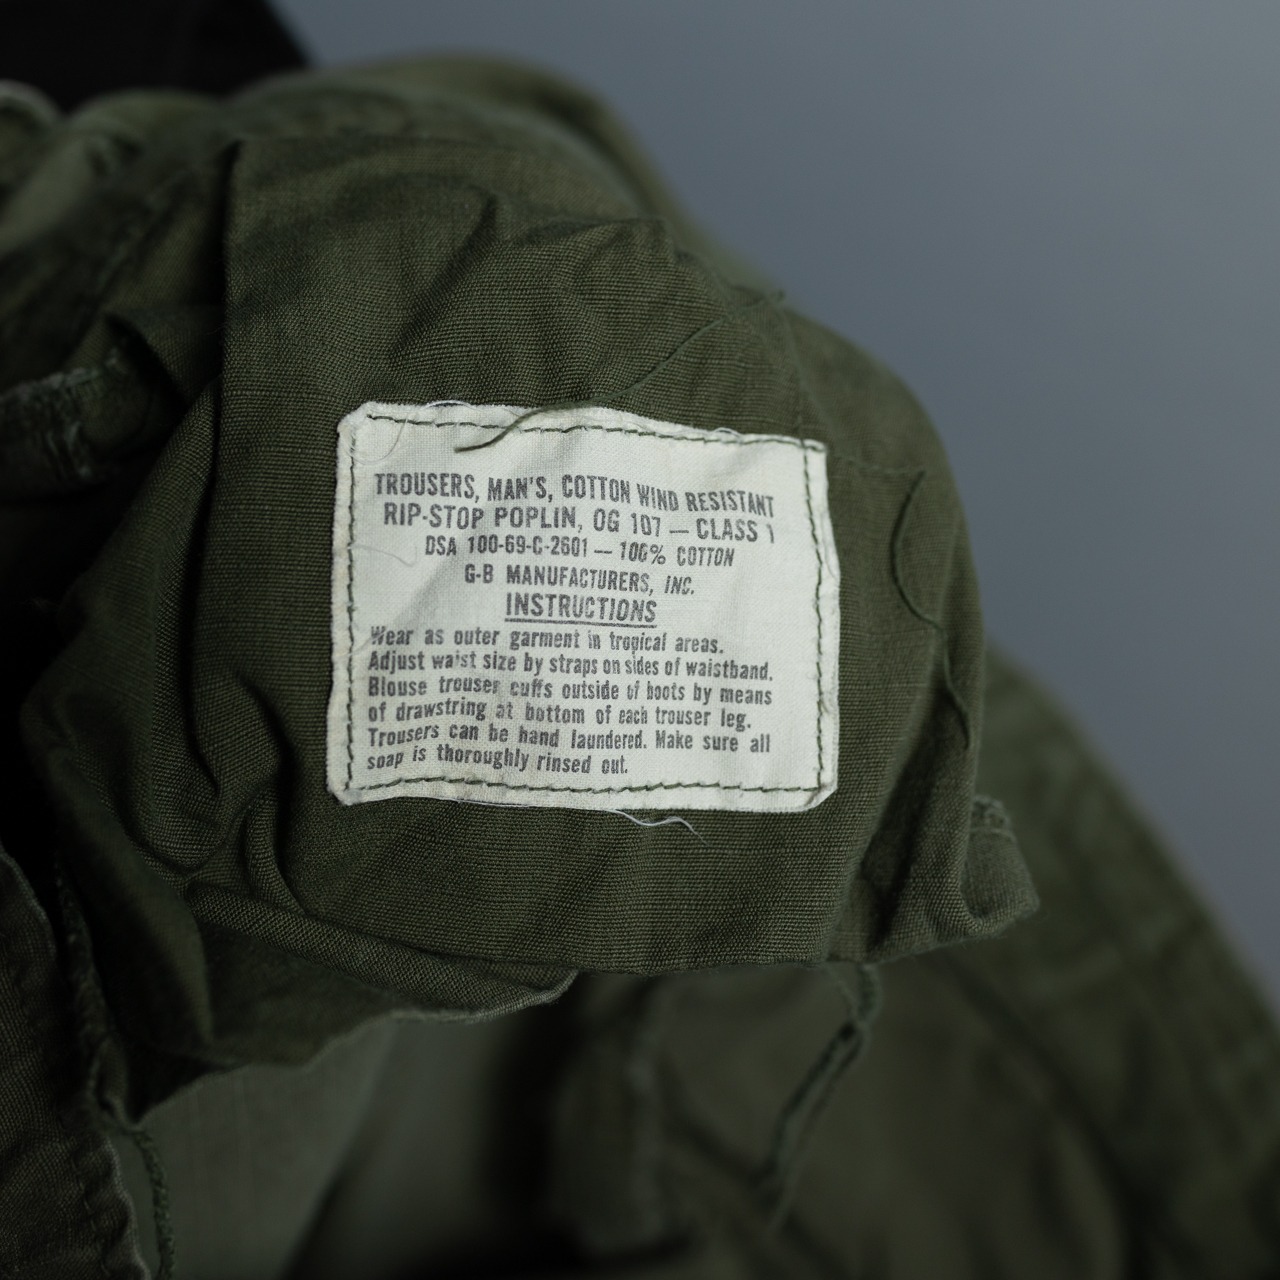 TROUSERS, MAN'S, COTTON WIND RESISTANT
RIP-STOP POPLIN, OG 107 — CLASS 1
DSA 100-69-C-2601 — 100% COTTON
G-B MANUFACTURERS, INC.
INSTRUCTIONS
Wear as outer garment in tropical areas.
Adjust waist size by straps on sides of waistband.
Blouse trouser cuffs outside of boots by means
of drawstring at bottom of each trouser leg.
Trousers can be hand laundered. Make sure all
soap is thoroughly rinsed out.